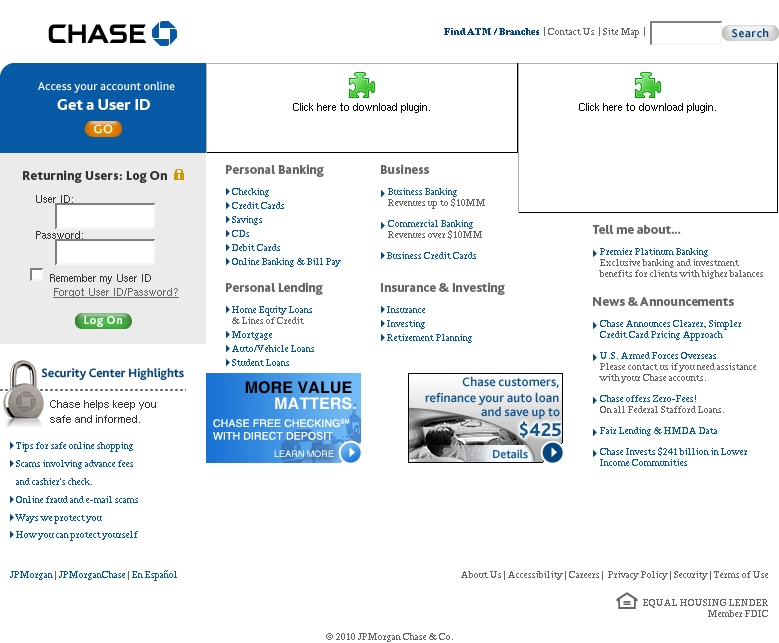 CHASE
Find ATM / Branches | Contact Us | Site Map |
Search
Access your account online
Get a User ID
GO
Click here to download plugin.
Click here to download plugin.
Returning Users: Log On
User ID:
Password:
Remember my User ID
Forgot User ID/Password?
Log On
Personal Banking
Checking
Credit Cards
Savings
CDs
Debit Cards
Online Banking & Bill Pay
Personal Lending
Home Equity Loans
& Lines of Credit
Mortgage
Auto/Vehicle Loans
Student Loans
Business
Business Banking
Revenues up to $10MM
Commercial Banking
Revenues over $10MM
Business Credit Cards
Insurance & Investing
Insurance
Investing
Retirement Planning
Tell me about...
Premier Platinum Banking
Exclusive banking and investment
benefits for clients with higher balances
News & Announcements
Chase Announces Clearer, Simpler
Credit Card Pricing Approach
U.S. Armed Forces Overseas
Please contact us if you need assistance
with your Chase accounts.
Chase offers Zero-Fees!
On all Federal Stafford Loans.
Fair Lending & HMDA Data
Chase Invests $241 billion in Lower
Income Communities
Security Center Highlights
Chase helps keep you
safe and informed.
Tips for safe online shopping
Scams involving advance fees
and cashier's check.
Online fraud and e-mail scams
Ways we protect you
How you can protect yourself
MORE VALUE
MATTERS.
CHASE FREE CHECKING℠
WITH DIRECT DEPOSIT
LEARN MORE
Chase customers,
refinance your auto loan
and save up to
$425
Details
JPMorgan | JPMorganChase | En Español
About Us | Accessibility | Careers | Privacy Policy | Security | Terms of Use
EQUAL HOUSING LENDER
Member FDIC
© 2010 JPMorgan Chase & Co.